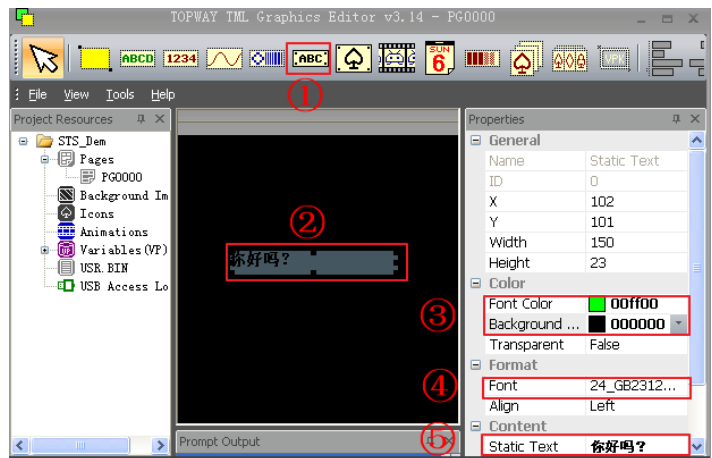 TOPWAY TML Graphics Editor v3.14 - PG0000
ABCD
1234
ABC
SUN
6
VPK
①
File View Tools Help
Project Resources
STS_Dem
Pages
PG0000
Background Im
Icons
Animations
Variables(VP)
USR.BIN
USB Access Lo
②
你好吗?
Prompt Output
Properties
General
Name Static Text
ID 0
X 102
Y 101
Width 150
Height 23
Color
③
Font Color 00ff00
Background ... 000000
Transparent False
Format
④
Font 24_GB2312...
Align Left
Content
⑤
Static Text 你好吗?